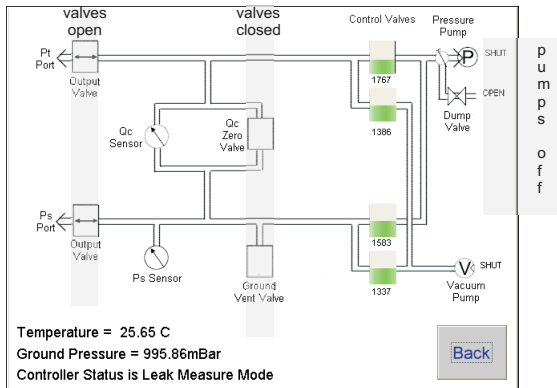 valves
open
valves
closed
Control Valves
Pressure
Pump
Pt
Port
Output
Valve
1767
P
SHUT
OPEN
Dump
Valve
1386
Qc
Sensor
Qc
Zero
Valve
Ps
Port
Output
Valve
Ps Sensor
Ground
Vent Valve
1583
1337
V
SHUT
Vacuum
Pump
pumps off
Temperature = 25.65 C
Ground Pressure = 995.86mBar
Controller Status is Leak Measure Mode
Back